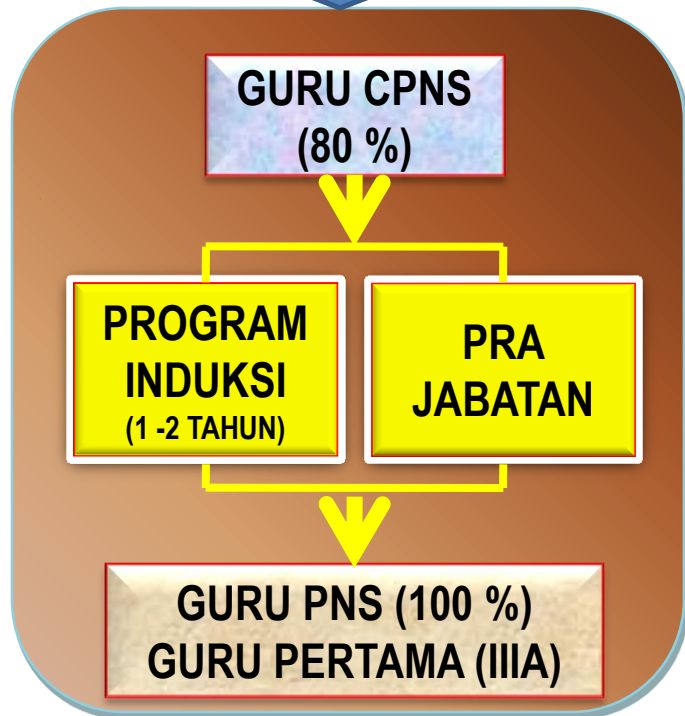 GURU CPNS
(80 %)
PROGRAM
INDUKSI
(1 -2 TAHUN)
PRA
JABATAN
GURU PNS (100 %)
GURU PERTAMA (IIIA)